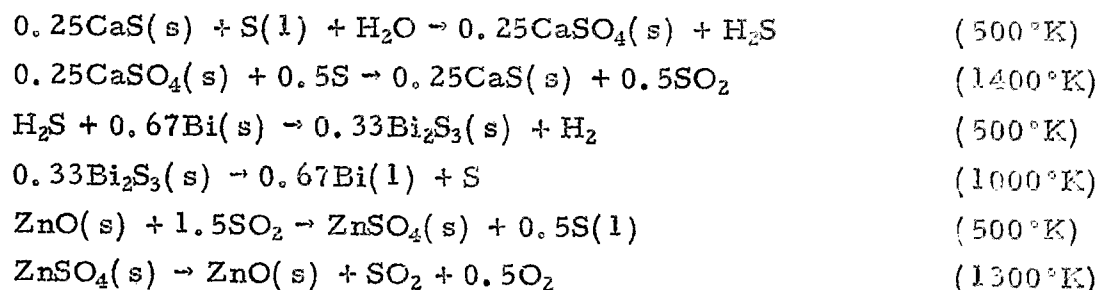 0.25CaS(s) + S(l) + H₂O → 0.25CaSO₄(s) + H₂S (500°K)
0.25CaSO₄(s) + 0.5S → 0.25CaS(s) + 0.5SO₂ (1400°K)
H₂S + 0.67Bi(s) → 0.33Bi₂S₃(s) + H₂ (500°K)
0.33Bi₂S₃(s) → 0.67Bi(l) + S (1000°K)
ZnO(s) + 1.5SO₂ → ZnSO₄(s) + 0.5S(l) (500°K)
ZnSO₄(s) → ZnO(s) + SO₂ + 0.5O₂ (1300°K)